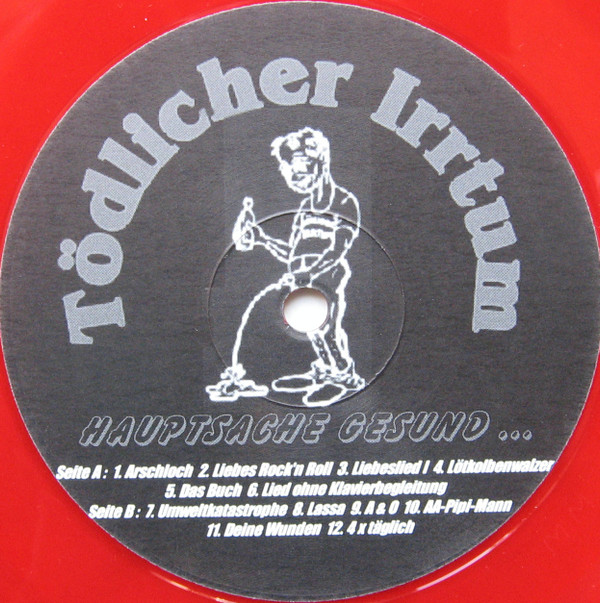 Tödlicher Irrtum
HAUPTSACHE GESUND ...
Seite A : 1. Arschloch 2. Liebes Rock'n Roll 3. Liebeslied I 4. Lötkolbenwalzer
5. Das Buch 6. Lied ohne Klavierbegleitung
Seite B : 7. Umweltkatastrophe 8. Lassa 9. A & O 10. AA-Pipi-Mann
11. Deine Wunden 12. 4 x täglich